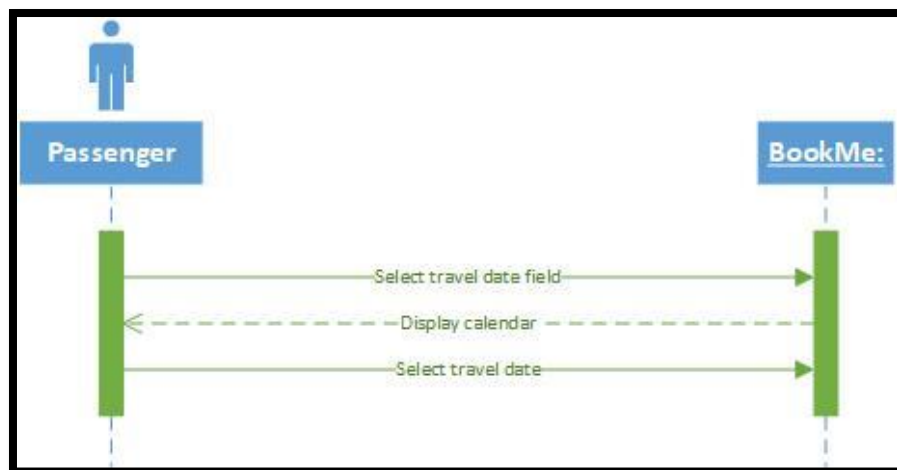 Passenger
BookMe:
Select travel date field
Display calendar
Select travel date